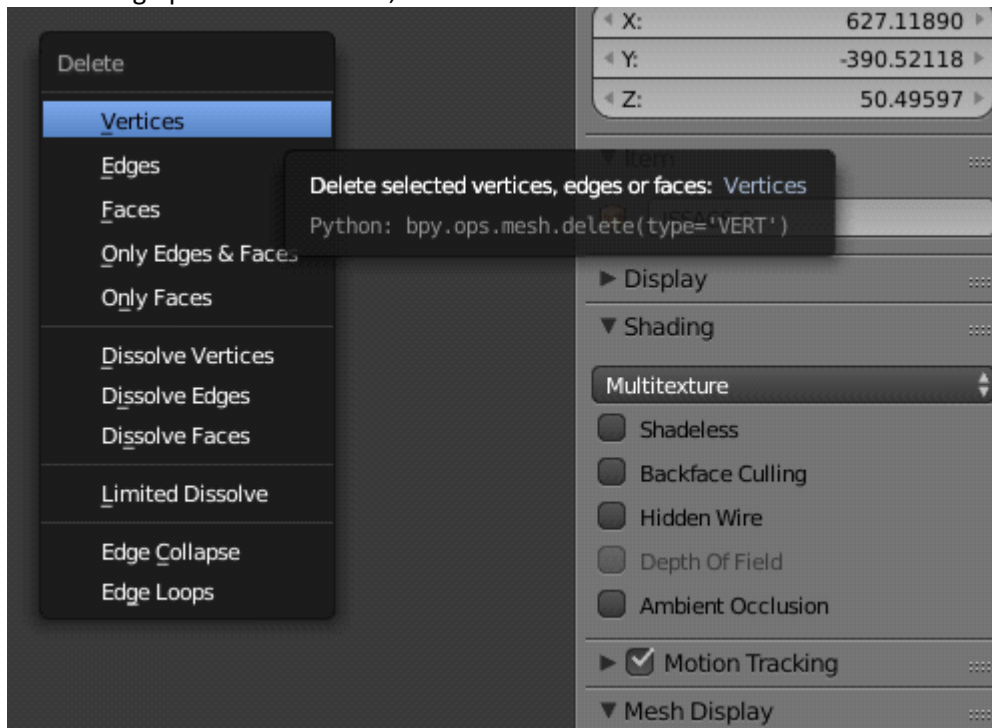 Delete
Vertices
Edges
Faces
Only Edges & Faces
Only Faces
Dissolve Vertices
Dissolve Edges
Dissolve Faces
Limited Dissolve
Edge Collapse
Edge Loops
Delete selected vertices, edges or faces: Vertices
Python: bpy.ops.mesh.delete(type='VERT')
X: 627.11890
Y: -390.52118
Z: 50.49597
Item
Display
Shading
Multitexture
Shadeless
Backface Culling
Hidden Wire
Depth Of Field
Ambient Occlusion
Motion Tracking
Mesh Display